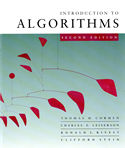 INTRODUCTION TO
ALGORITHMS
SECOND EDITION
THOMAS H. CORMEN
CHARLES E. LEISERSON
RONALD L. RIVEST
CLIFFORD STEIN